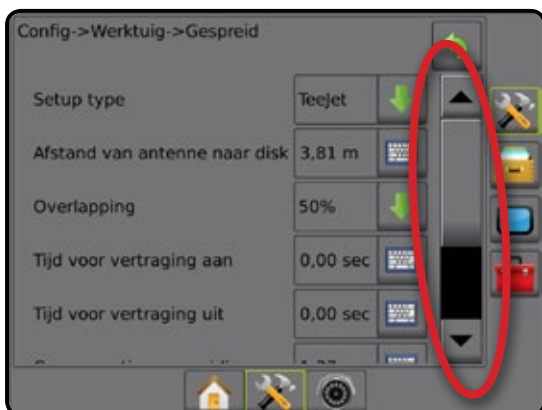 Config->Werktuig->Gespreid
Setup type TeeJet
Afstand van antenne naar disk 3,81 m
Overlapping 50%
Tijd voor vertraging aan 0,00 sec
Tijd voor vertraging uit 0,00 sec